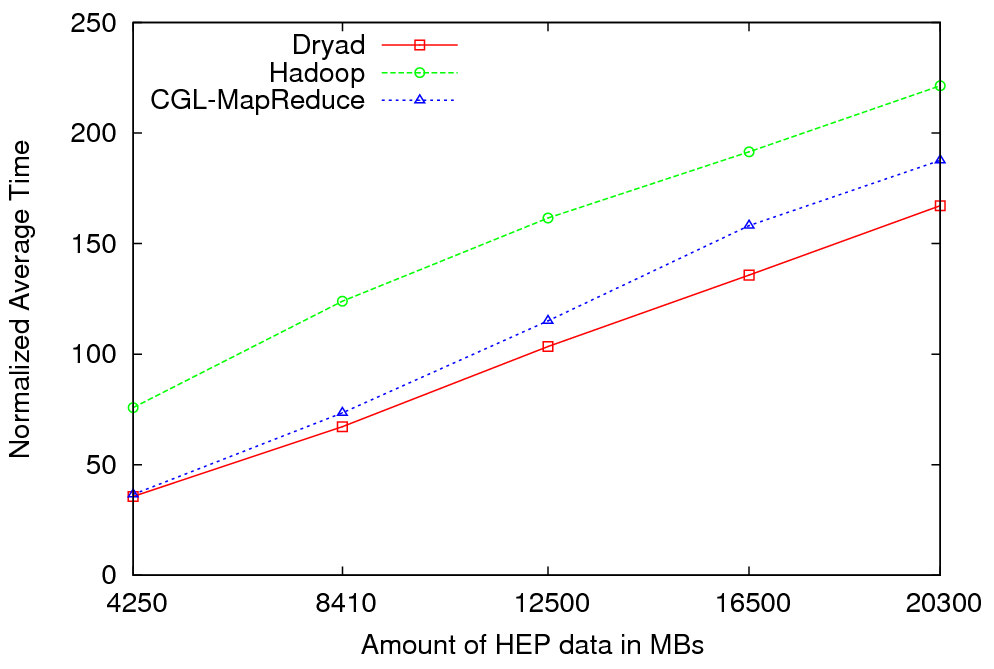 250
200
150
100
50
0
Normalized Average Time
Dryad
Hadoop
CGL-MapReduce
4250 8410 12500 16500 20300
Amount of HEP data in MBs